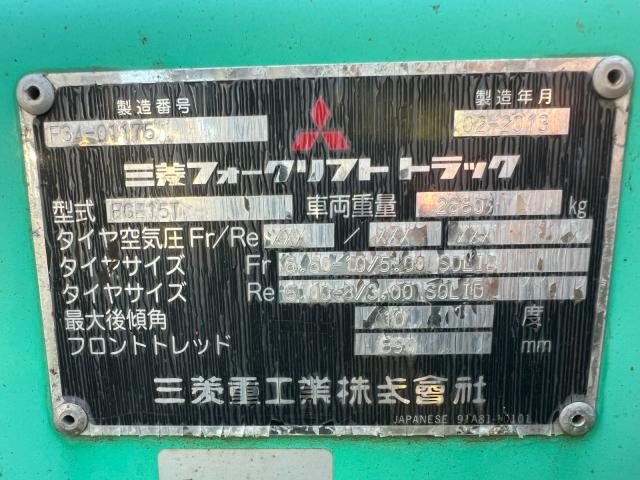 製造番号
製造年月
F34-01175
02-2013
三菱フォークリフトトラック
型式 車両重量 kg
タイヤ空気圧 Fr/Re XXX / XXX XX
タイヤサイズ Fr SOLID
タイヤサイズ Re SOLID
最大後傾角 10 度
フロントトレッド mm
三菱重工業株式會社
JAPANESE